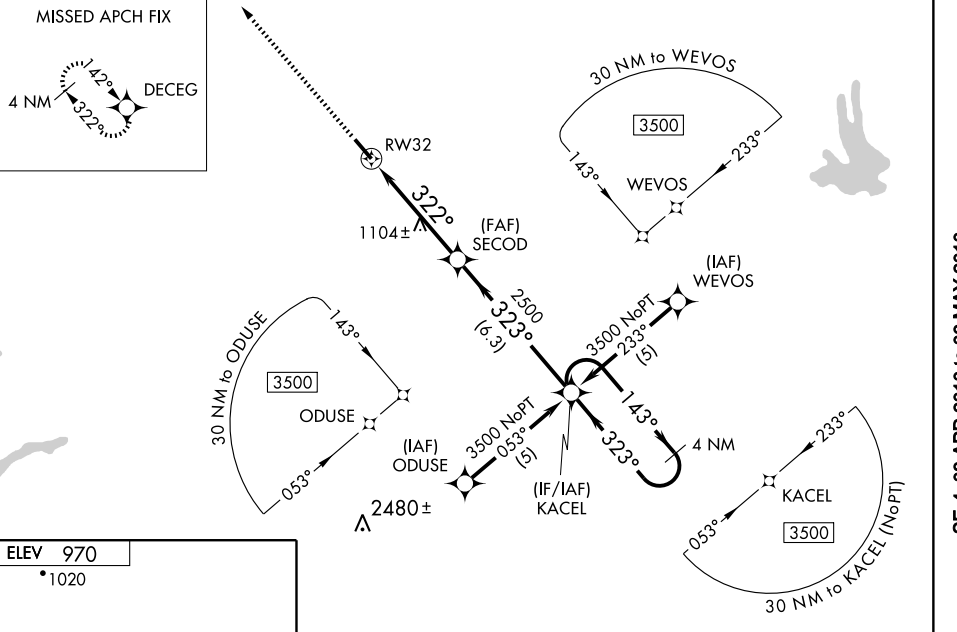 MISSED APCH FIX
4 NM
142°
322°
DECEG
RW32
322°
1104±
(FAF)
SECOD
2500
323°
(6.3)
30 NM to WEVOS
3500
143°
233°
WEVOS
(IAF)
WEVOS
3500 NoPT
233°
(5)
30 NM to ODUSE
143°
3500
ODUSE
053°
(IAF)
ODUSE
3500 NoPT
053°
(5)
2480±
(IF/IAF)
KACEL
143°
323°
4 NM
233°
KACEL
053°
3500
30 NM to KACEL (NoPT)
ELEV 970
1020